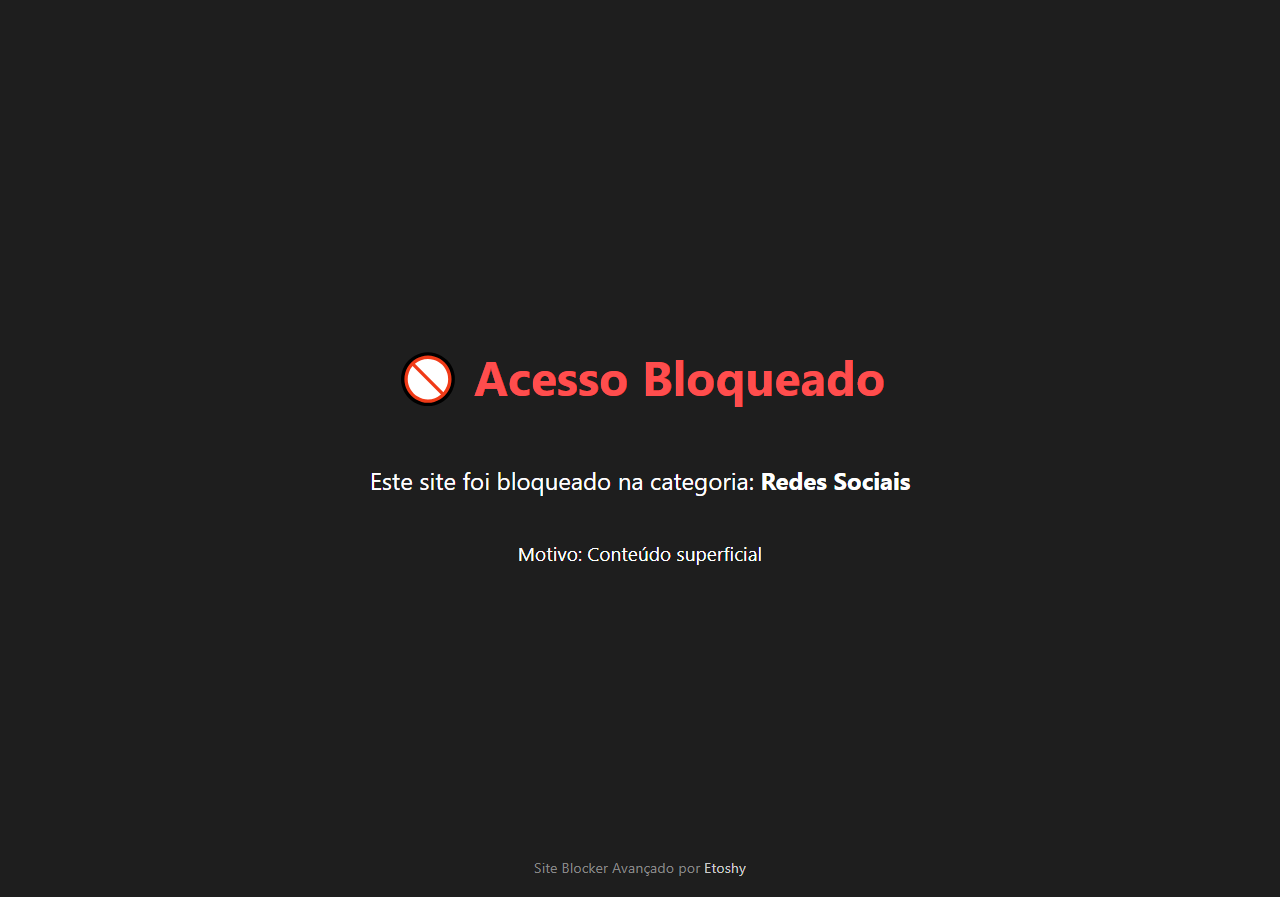 🚫 Acesso Bloqueado
Este site foi bloqueado na categoria: Redes Sociais
Motivo: Conteúdo superficial
Site Blocker Avançado por Etoshy